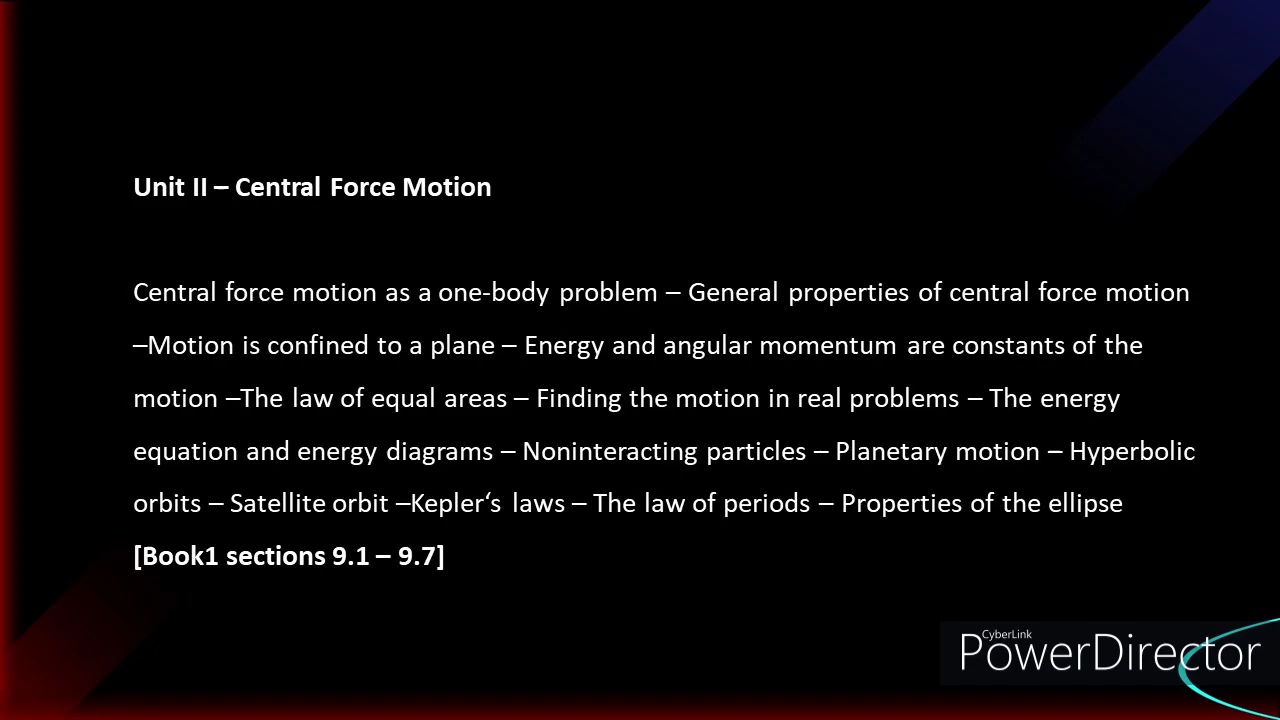 Unit II – Central Force Motion
Central force motion as a one-body problem – General properties of central force motion
–Motion is confined to a plane – Energy and angular momentum are constants of the
motion –The law of equal areas – Finding the motion in real problems – The energy
equation and energy diagrams – Noninteracting particles – Planetary motion – Hyperbolic
orbits – Satellite orbit –Kepler‘s laws – The law of periods – Properties of the ellipse
[Book1 sections 9.1 – 9.7]
CyberLink
PowerDirector